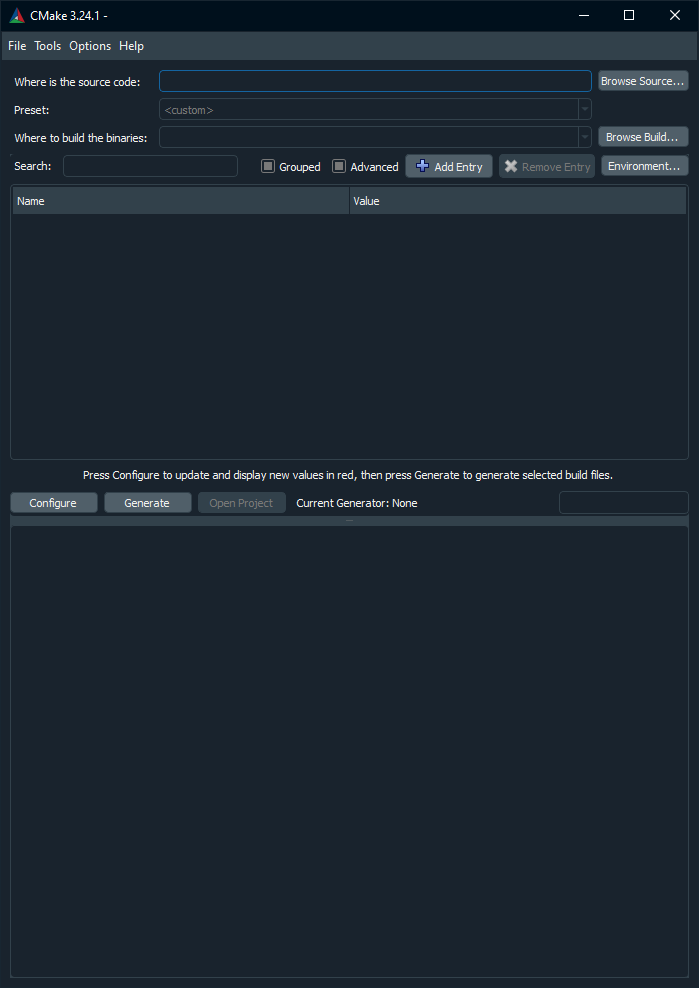 CMake 3.24.1 -
File Tools Options Help
Where is the source code: Browse Source...
Preset: <custom>
Where to build the binaries: Browse Build...
Search: Grouped Advanced Add Entry Remove Entry Environment...
Name Value
Press Configure to update and display new values in red, then press Generate to generate selected build files.
Configure Generate Open Project Current Generator: None